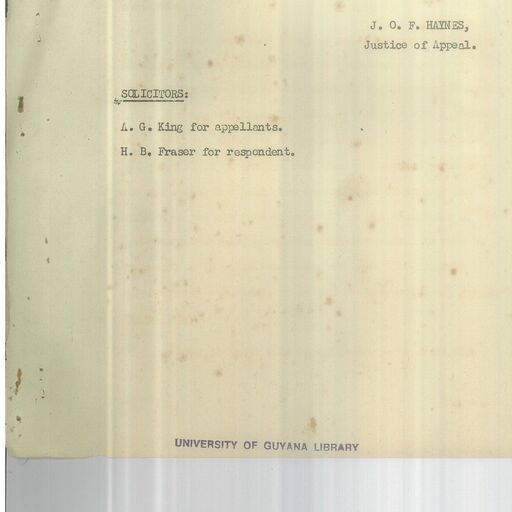 J. O. F. HAYNES,
Justice of Appeal.
SOLICITORS:
A. G. King for appellants.
H. B. Fraser for respondent.
UNIVERSITY OF GUYANA LIBRARY